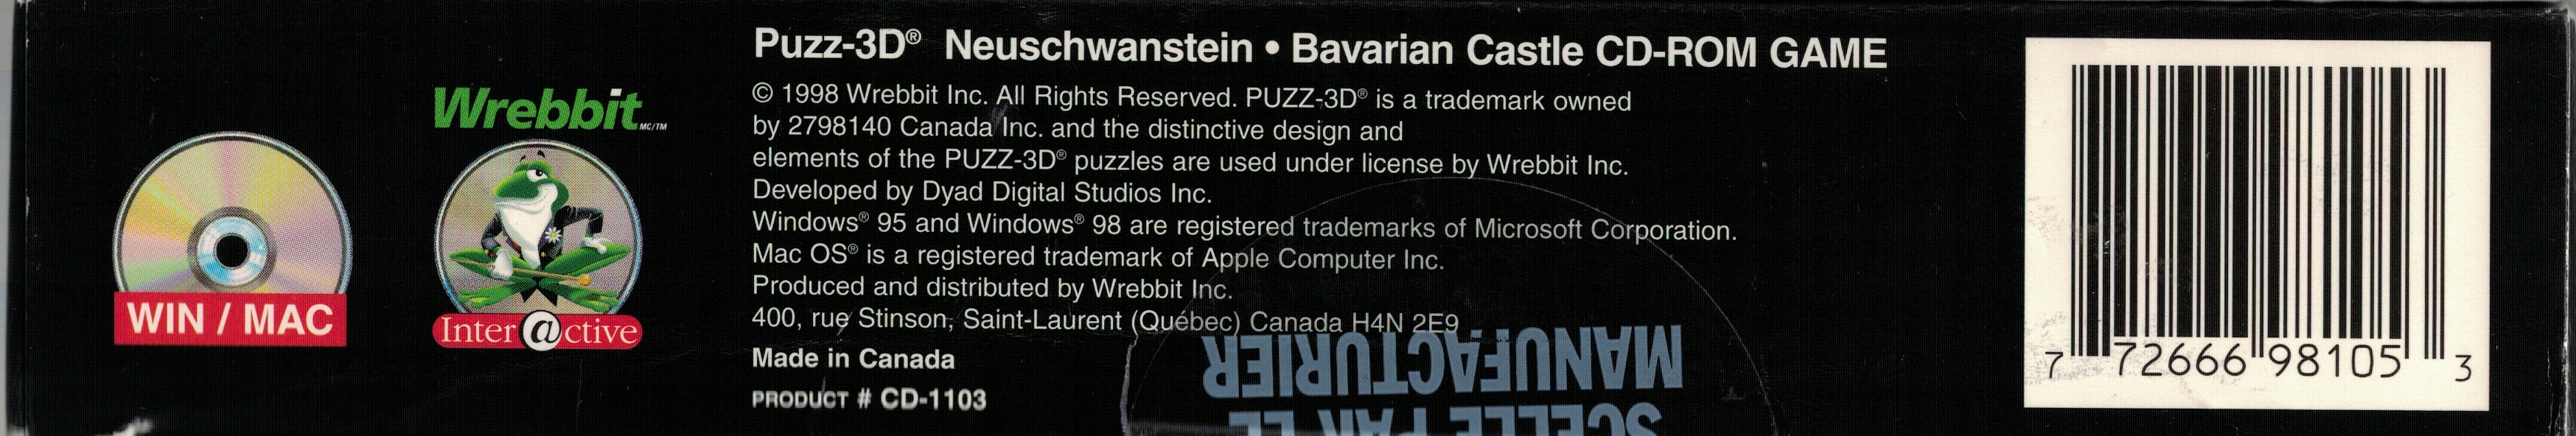 Puzz-3D® Neuschwanstein • Bavarian Castle CD-ROM GAME
© 1998 Wrebbit Inc. All Rights Reserved. PUZZ-3D® is a trademark owned
by 2798140 Canada Inc. and the distinctive design and
elements of the PUZZ-3D® puzzles are used under license by Wrebbit Inc.
Developed by Dyad Digital Studios Inc.
Windows® 95 and Windows® 98 are registered trademarks of Microsoft Corporation.
Mac OS® is a registered trademark of Apple Computer Inc.
Produced and distributed by Wrebbit Inc.
400, rue Stinson, Saint-Laurent (Québec) Canada H4N 2E9
Made in Canada
PRODUCT # CD-1103
WIN / MAC
Wrebbit MC/TM
Inter@ctive
SCELLÉ PAR LE
MANUFACTURIER
7 72666 98105 3